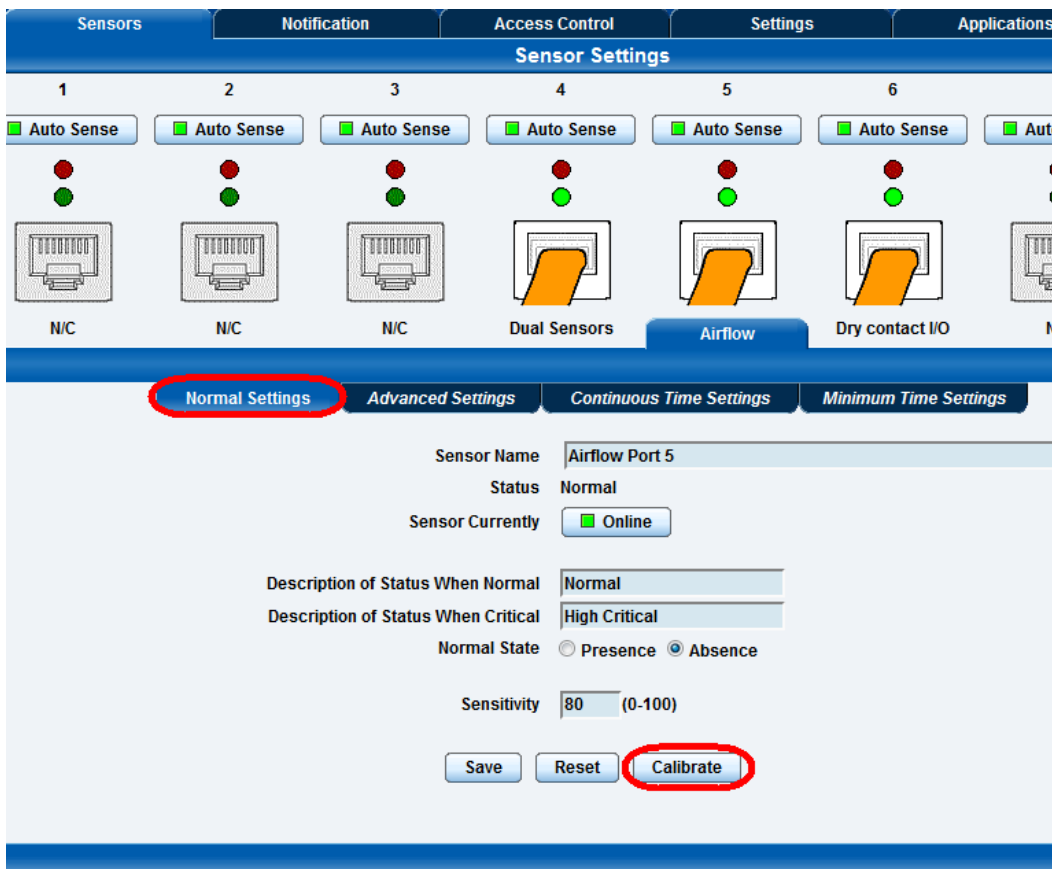 Sensors Notification Access Control Settings Applications
Sensor Settings
1 2 3 4 5 6
Auto Sense Auto Sense Auto Sense Auto Sense Auto Sense Auto Sense Aut
N/C N/C N/C Dual Sensors Airflow Dry contact I/O N
Normal Settings Advanced Settings Continuous Time Settings Minimum Time Settings
Sensor Name Airflow Port 5
Status Normal
Sensor Currently Online
Description of Status When Normal Normal
Description of Status When Critical High Critical
Normal State Presence Absence
Sensitivity 80 (0-100)
Save Reset Calibrate